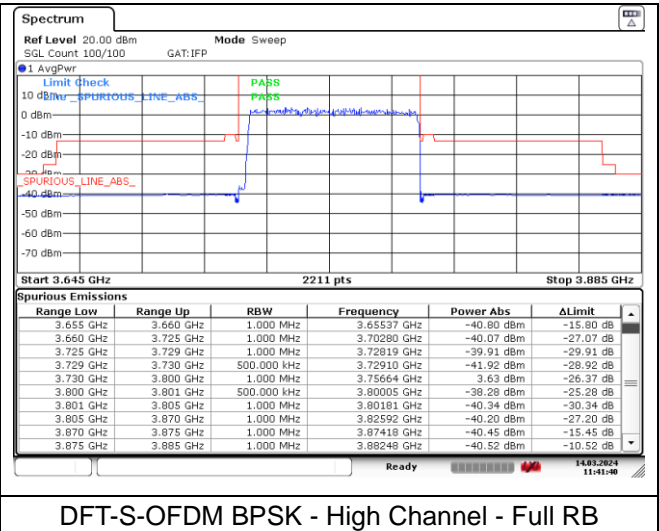 Spectrum
Ref Level 20.00 dBm Mode Sweep
SGL Count 100/100 GAT:IFP
1 AvgPwr
Limit Check PASS
10 dBm Line _SPURIOUS_LINE_ABS_ PASS
0 dBm
-10 dBm
-20 dBm
-30 dBm
_SPURIOUS_LINE_ABS_
-40 dBm
-50 dBm
-60 dBm
-70 dBm
Start 3.645 GHz 2211 pts Stop 3.885 GHz
Spurious Emissions
Range Low Range Up RBW Frequency Power Abs ΔLimit
3.655 GHz 3.660 GHz 1.000 MHz 3.65537 GHz -40.80 dBm -15.80 dB
3.660 GHz 3.725 GHz 1.000 MHz 3.70280 GHz -40.07 dBm -27.07 dB
3.725 GHz 3.729 GHz 1.000 MHz 3.72819 GHz -39.91 dBm -29.91 dB
3.729 GHz 3.730 GHz 500.000 kHz 3.72910 GHz -41.92 dBm -28.92 dB
3.730 GHz 3.800 GHz 1.000 MHz 3.75664 GHz 3.63 dBm -26.37 dB
3.800 GHz 3.801 GHz 500.000 kHz 3.80005 GHz -38.28 dBm -25.28 dB
3.801 GHz 3.805 GHz 1.000 MHz 3.80181 GHz -40.34 dBm -30.34 dB
3.805 GHz 3.870 GHz 1.000 MHz 3.82592 GHz -40.20 dBm -27.20 dB
3.870 GHz 3.875 GHz 1.000 MHz 3.87418 GHz -40.45 dBm -15.45 dB
3.875 GHz 3.885 GHz 1.000 MHz 3.88248 GHz -40.52 dBm -10.52 dB
Ready 14.03.2024
11:41:40
DFT-S-OFDM BPSK - High Channel - Full RB